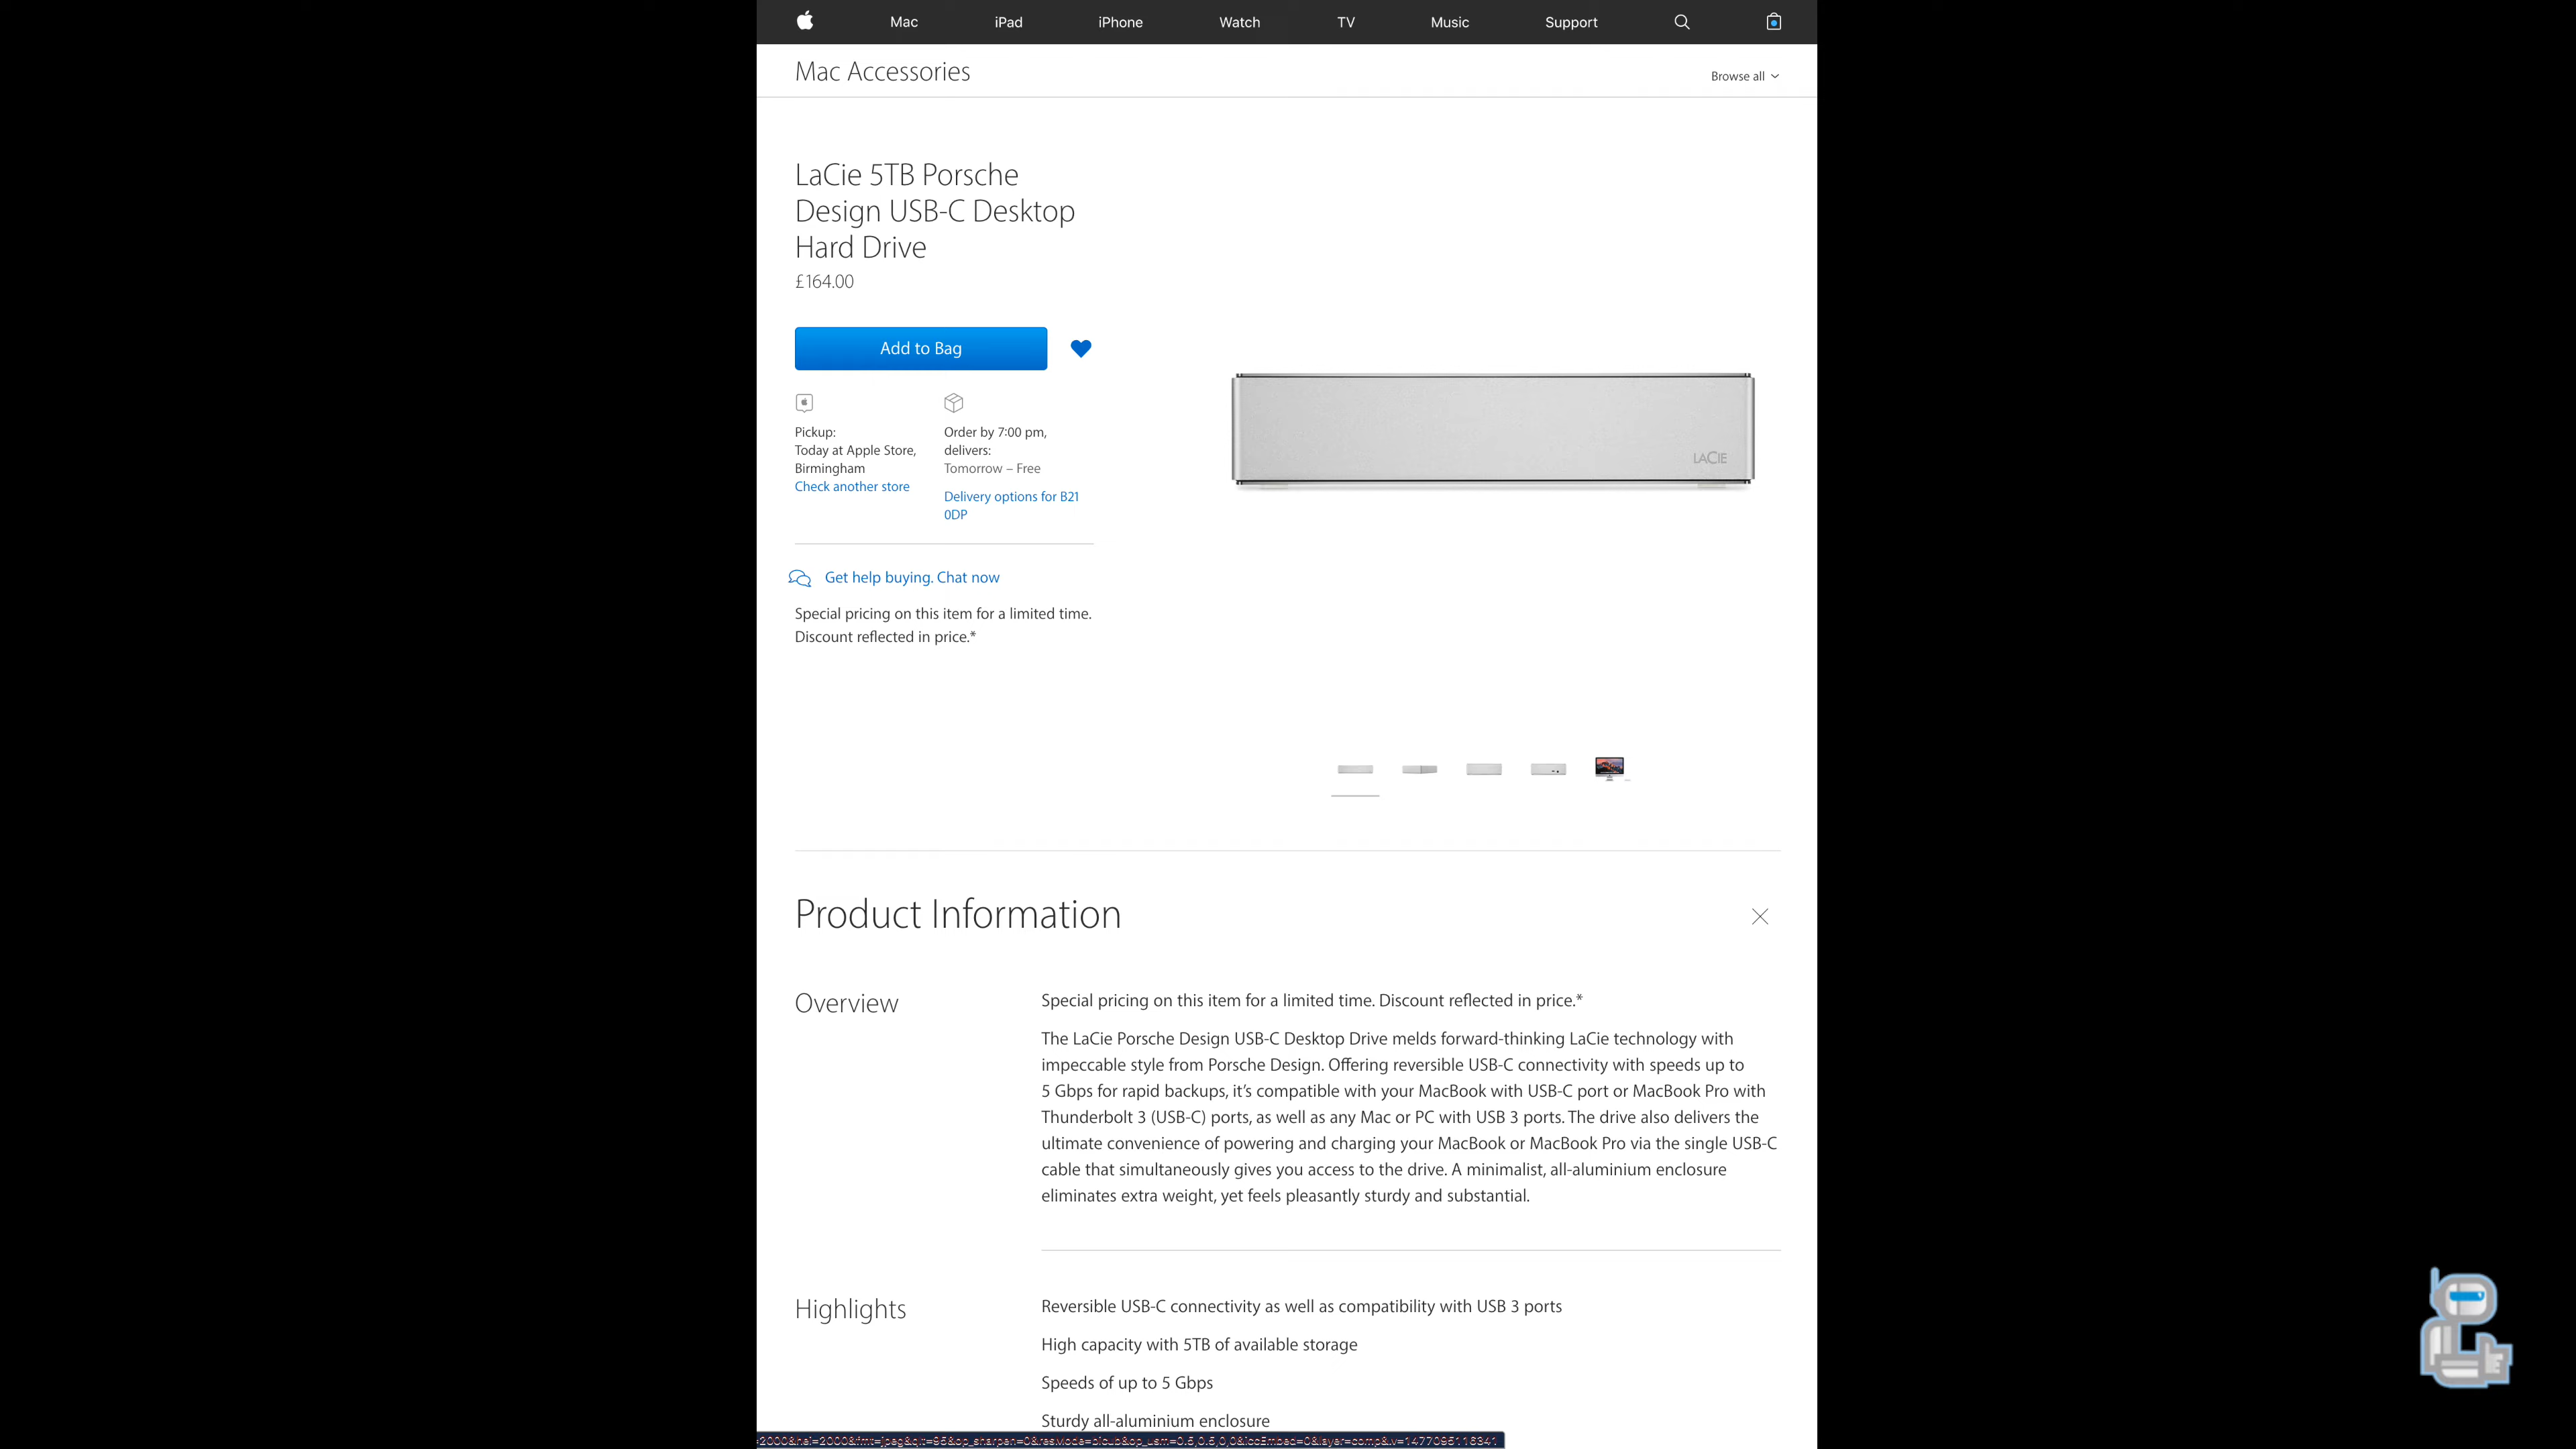 Mac
iPad
iPhone
Watch
TV
Music
Support
Mac Accessories
Browse all
LaCie 5TB Porsche
Design USB-C Desktop
Hard Drive
£164.00
Add to Bag
Pickup:
Today at Apple Store,
Birmingham
Check another store
Order by 7:00 pm,
delivers:
Tomorrow – Free
Delivery options for B21
0DP
LACIE
Get help buying. Chat now
Special pricing on this item for a limited time.
Discount reflected in price.*
Product Information
Overview
Special pricing on this item for a limited time. Discount reflected in price.*
The LaCie Porsche Design USB-C Desktop Drive melds forward-thinking LaCie technology with
impeccable style from Porsche Design. Offering reversible USB-C connectivity with speeds up to
5 Gbps for rapid backups, it’s compatible with your MacBook with USB-C port or MacBook Pro with
Thunderbolt 3 (USB-C) ports, as well as any Mac or PC with USB 3 ports. The drive also delivers the
ultimate convenience of powering and charging your MacBook or MacBook Pro via the single USB-C
cable that simultaneously gives you access to the drive. A minimalist, all-aluminium enclosure
eliminates extra weight, yet feels pleasantly sturdy and substantial.
Highlights
Reversible USB-C connectivity as well as compatibility with USB 3 ports
High capacity with 5TB of available storage
Speeds of up to 5 Gbps
Sturdy all-aluminium enclosure